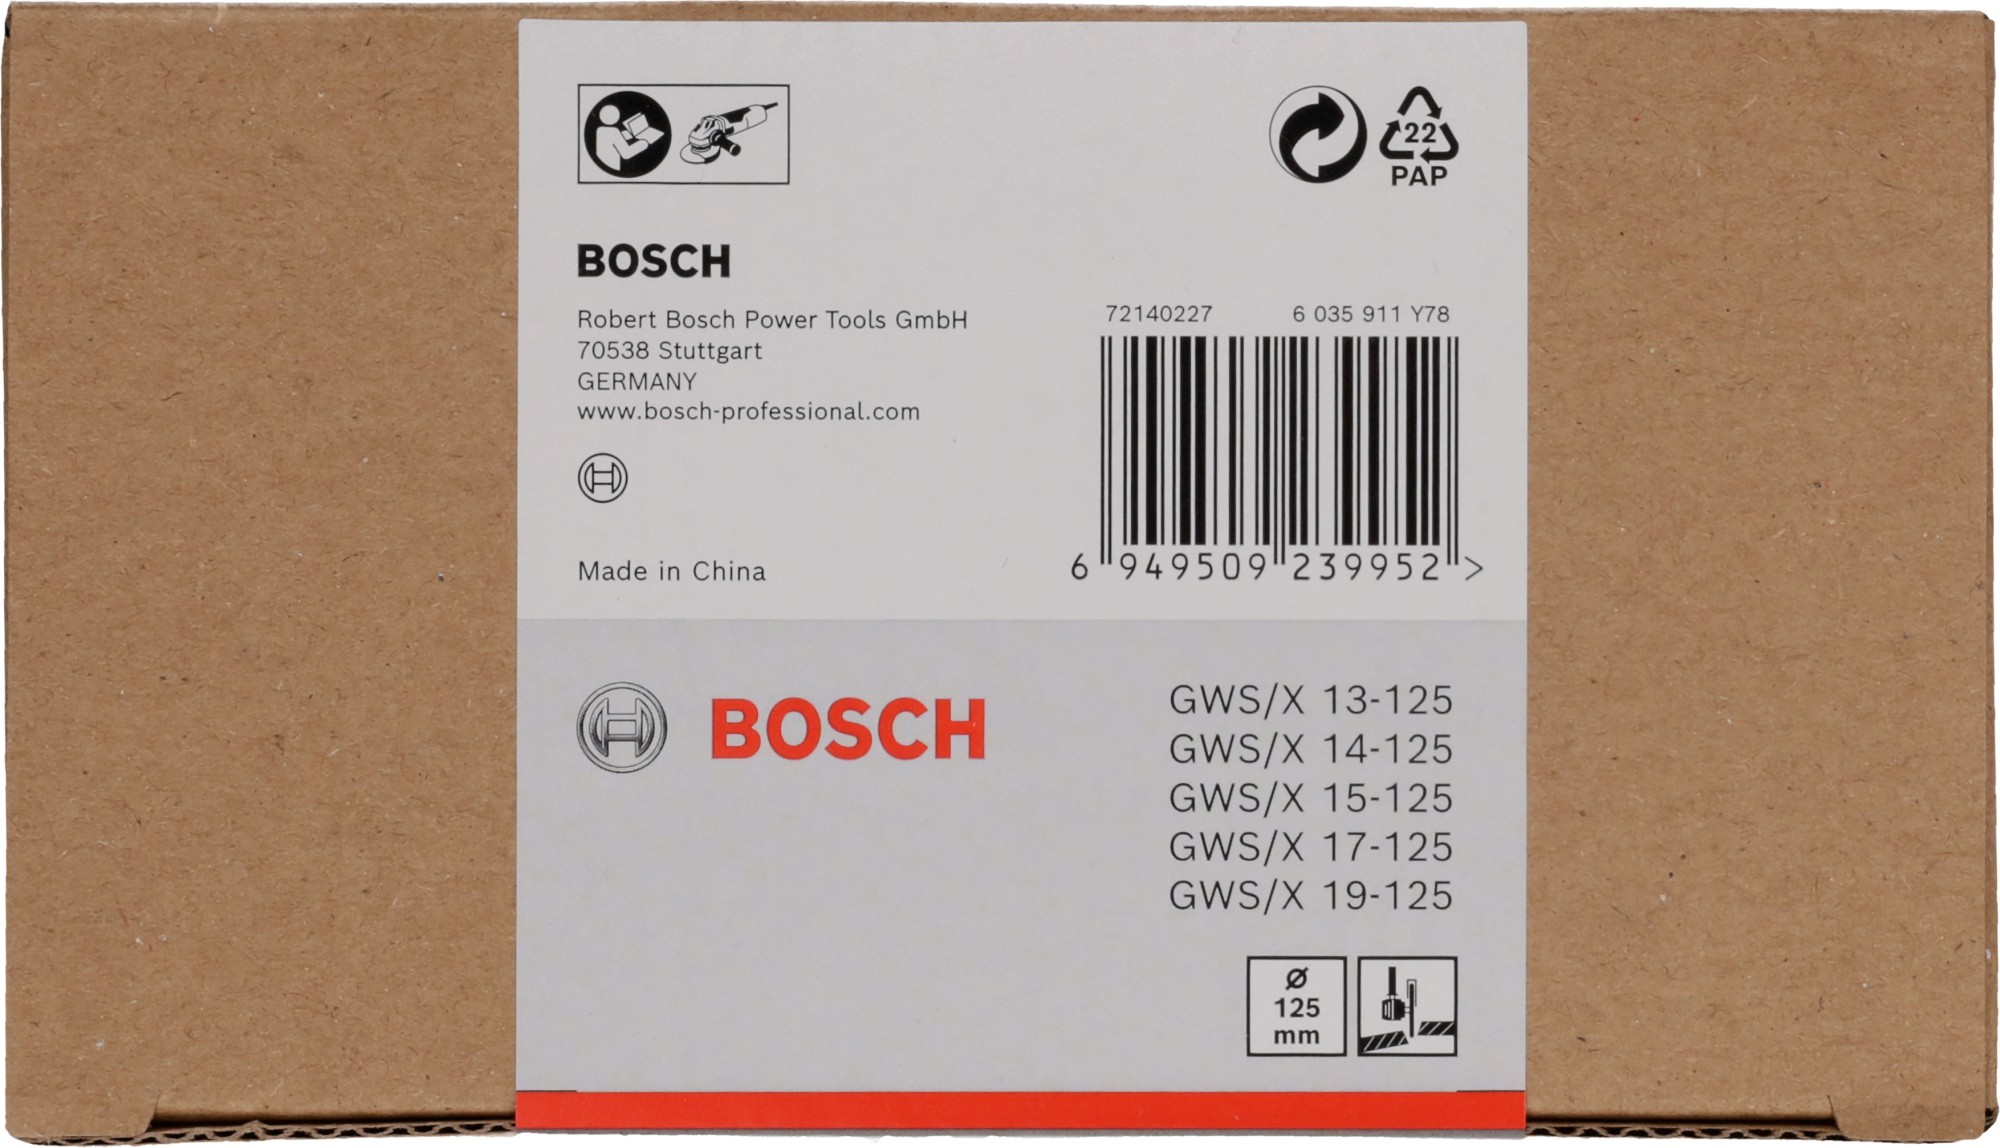 22
PAP
BOSCH
Robert Bosch Power Tools GmbH
70538 Stuttgart
GERMANY
www.bosch-professional.com
Made in China
72140227 6 035 911 Y78
6 949509 239952 >
BOSCH
GWS/X 13-125
GWS/X 14-125
GWS/X 15-125
GWS/X 17-125
GWS/X 19-125
Ø
125
mm